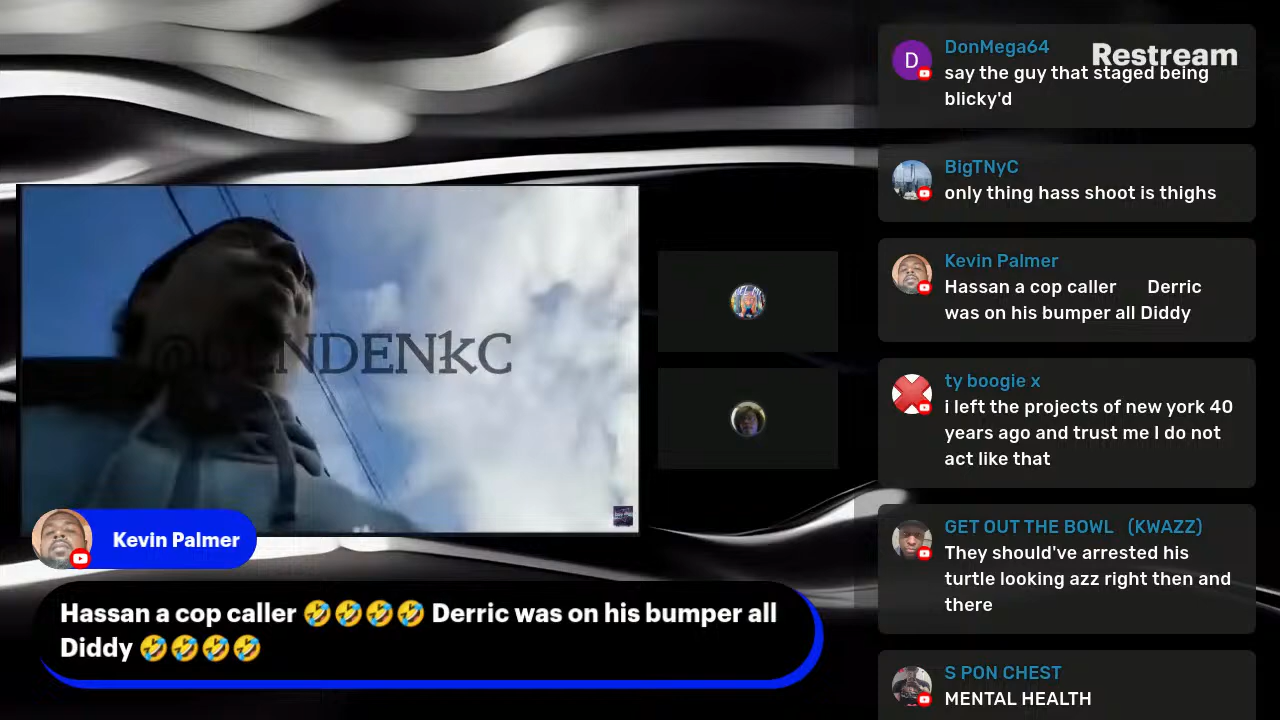 Restream
DonMega64
say the guy that staged being
blicky'd
BigTNyC
only thing hass shoot is thighs
Kevin Palmer
Hassan a cop caller Derric
was on his bumper all Diddy
ty boogie x
i left the projects of new york 40
years ago and trust me I do not
act like that
GET OUT THE BOWL (KWAZZ)
They should've arrested his
turtle looking azz right then and
there
S PON CHEST
MENTAL HEALTH
@DENDENKC
Kevin Palmer
Hassan a cop caller 🤣🤣🤣🤣 Derric was on his bumper all
Diddy 🤣🤣🤣🤣
D